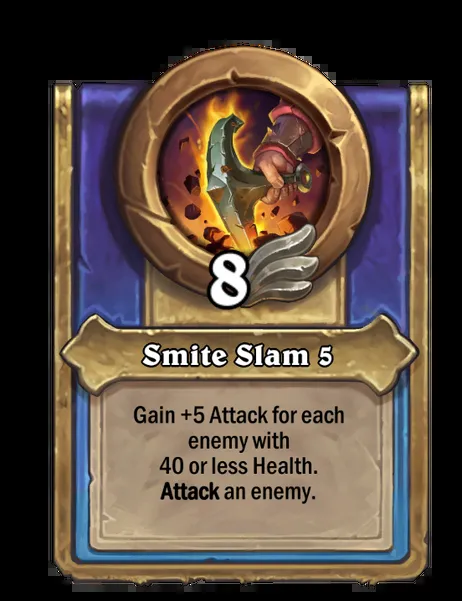 8
Smite Slam 5
Gain +5 Attack for each
enemy with
40 or less Health.
Attack an enemy.